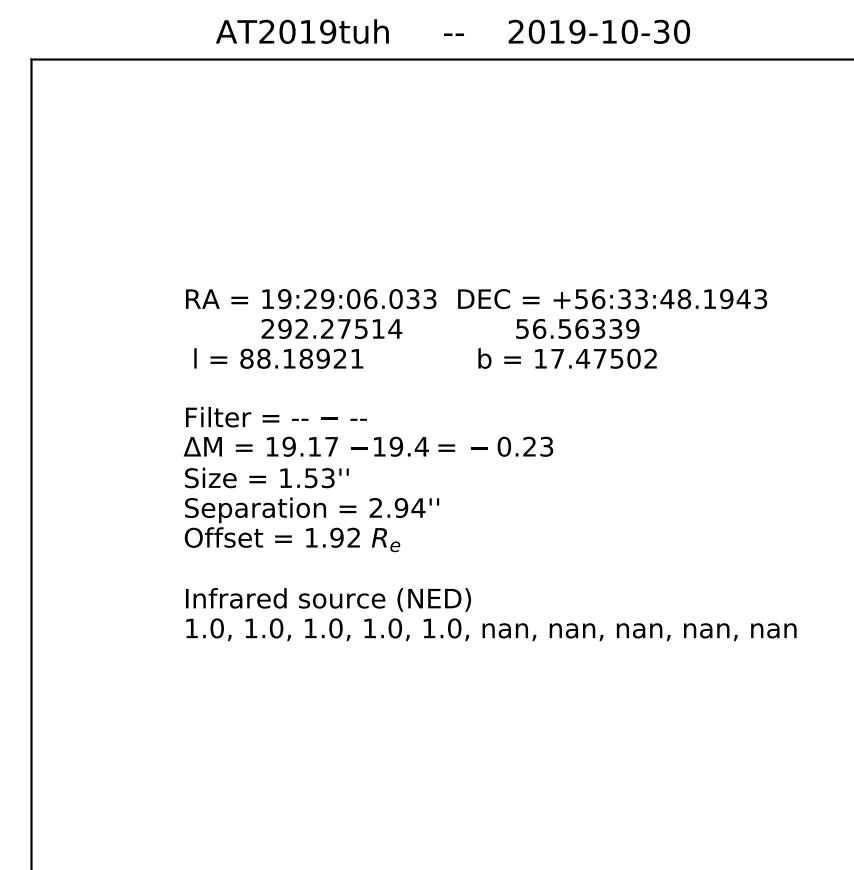 AT2019tuh -- 2019-10-30
RA = 19:29:06.033 DEC = +56:33:48.1943
292.27514 56.56339
l = 88.18921 b = 17.47502
Filter = -- − --
ΔM = 19.17 −19.4 = − 0.23
Size = 1.53''
Separation = 2.94''
Offset = 1.92 Rₑ
Infrared source (NED)
1.0, 1.0, 1.0, 1.0, 1.0, nan, nan, nan, nan, nan